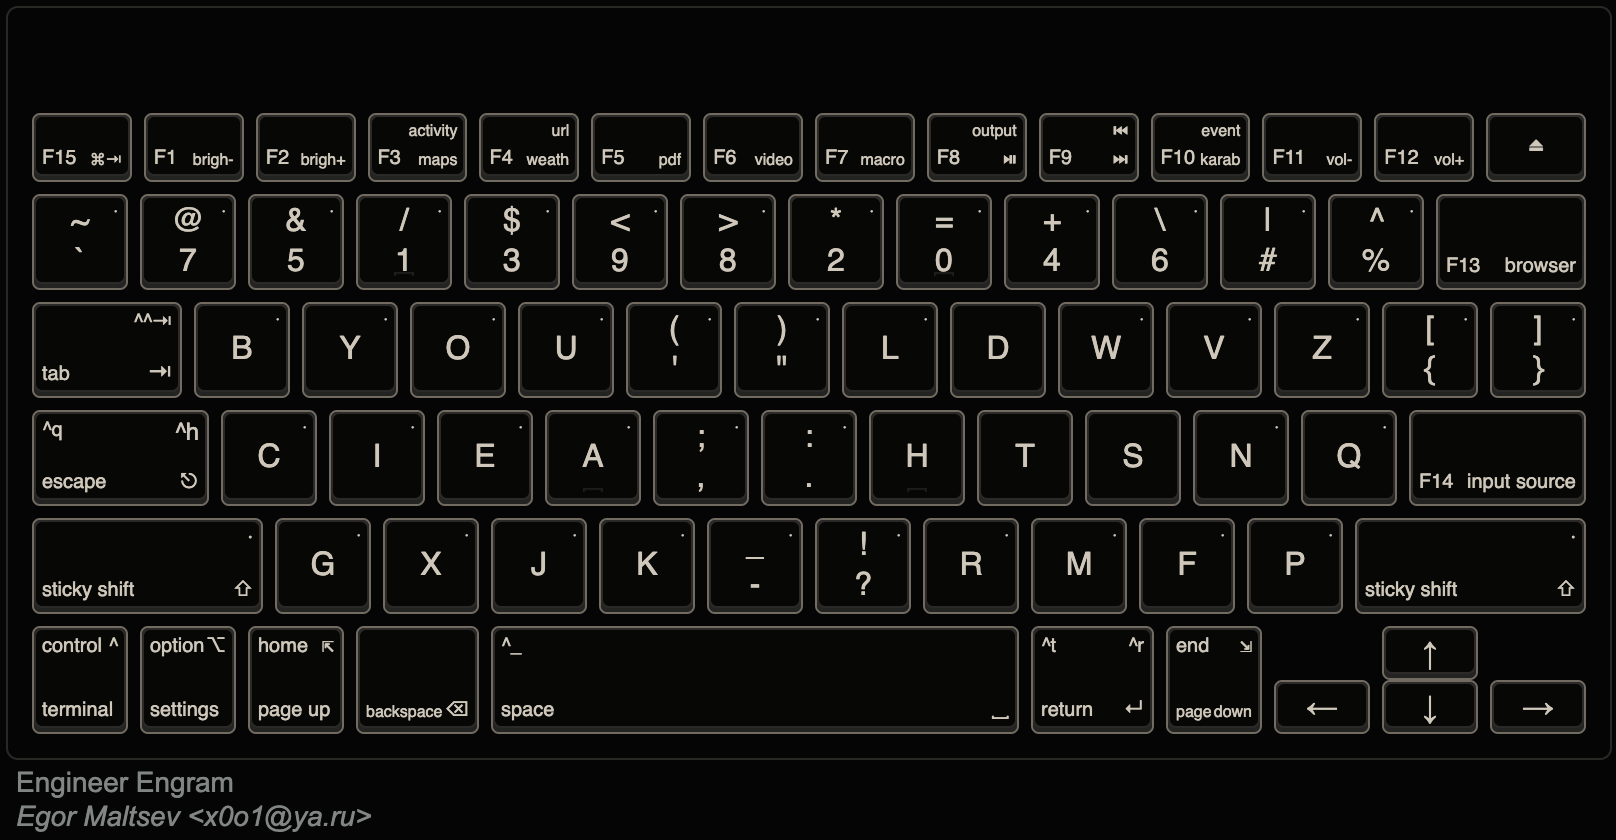 activity url output ⏮ event
F15 ⌘⇥ F1 brigh- F2 brigh+ F3 maps F4 weath F5 pdf F6 video F7 macro F8 ⏯ F9 ⏭ F10 karab F11 vol- F12 vol+ ⏏
~ @ & / $ < > * = + \ | ^
` 7 5 1 3 9 8 2 0 4 6 # % F13 browser
^^⇥ ( ) [ ]
tab ⇥ B Y O U ' " L D W V Z { }
^q ^h ; :
escape ⎋ C I E A , . H T S N Q F14 input source
_ !
sticky shift ⇧ G X J K - ? R M F P sticky shift ⇧
control ^ option ⌥ home ⇱ ^_ ^t ^r end ⇲ ↑
terminal settings page up backspace ⌫ space ⎵ return ↵ page down ← ↓ →
Engineer Engram
Egor Maltsev <x0o1@ya.ru>